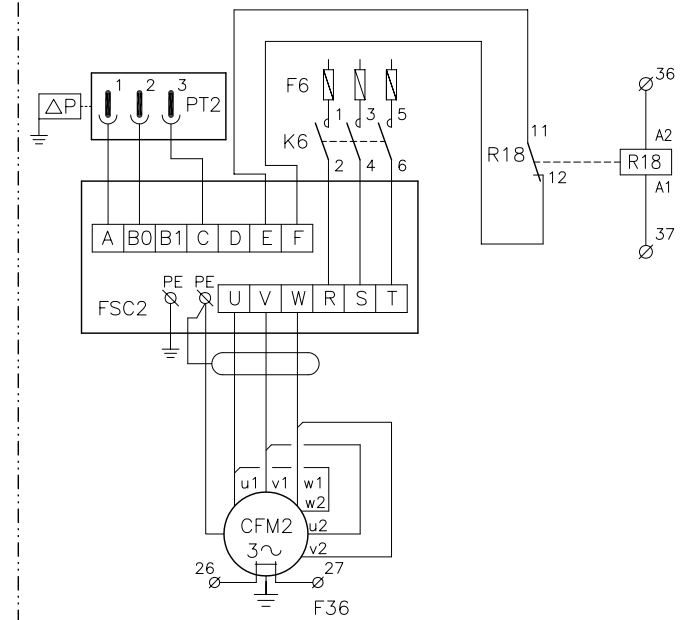 36
1 2 3
F6
△P
PT2
1 3 5
K6
11
A2
R18
R18
2 4 6
12
A1
A B0 B1 C D E F
37
PE PE
U V W R S T
FSC2
u1 v1 w1
w2
CFM2
u2
3~
v2
26 27
F36